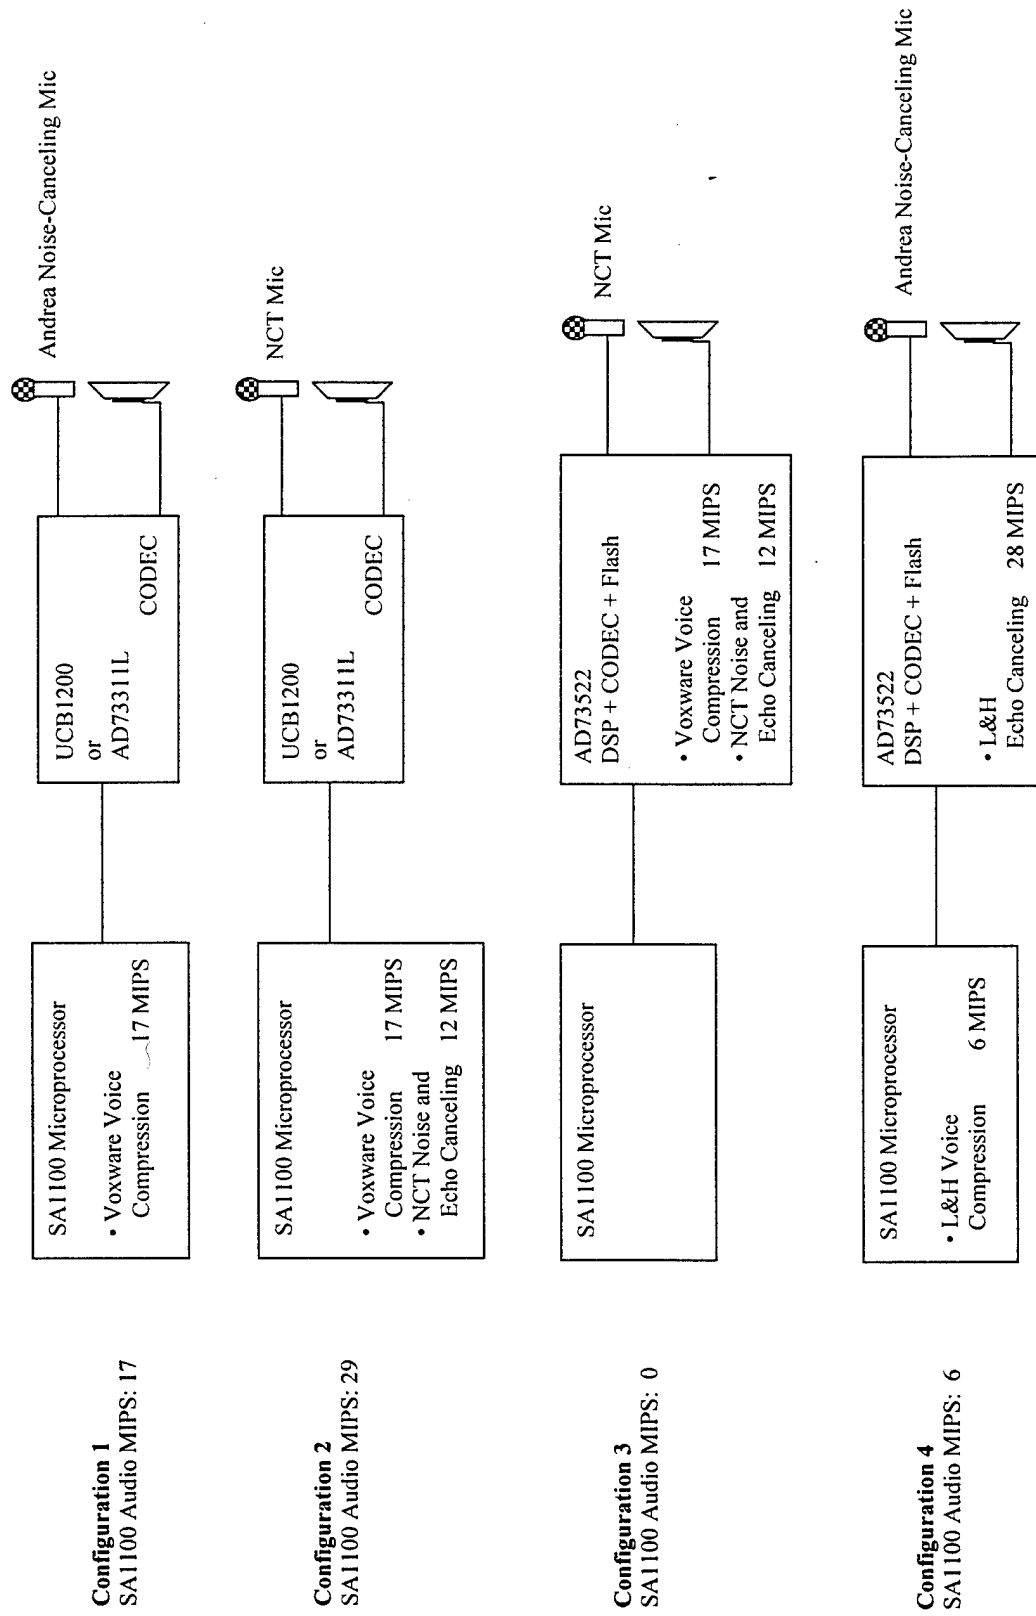 Configuration 1
SA1100 Audio MIPS: 17
SA1100 Microprocessor
• Voxware Voice
Compression 17 MIPS
UCB1200
or
AD73311L
CODEC
Andrea Noise-Canceling Mic
Configuration 2
SA1100 Audio MIPS: 29
SA1100 Microprocessor
• Voxware Voice
Compression 17 MIPS
• NCT Noise and
Echo Canceling 12 MIPS
UCB1200
or
AD73311L
CODEC
NCT Mic
Configuration 3
SA1100 Audio MIPS: 0
SA1100 Microprocessor
AD73522
DSP + CODEC + Flash
• Voxware Voice
Compression 17 MIPS
• NCT Noise and
Echo Canceling 12 MIPS
NCT Mic
Configuration 4
SA1100 Audio MIPS: 6
SA1100 Microprocessor
• L&H Voice
Compression 6 MIPS
AD73522
DSP + CODEC + Flash
• L&H
Echo Canceling 28 MIPS
Andrea Noise-Canceling Mic